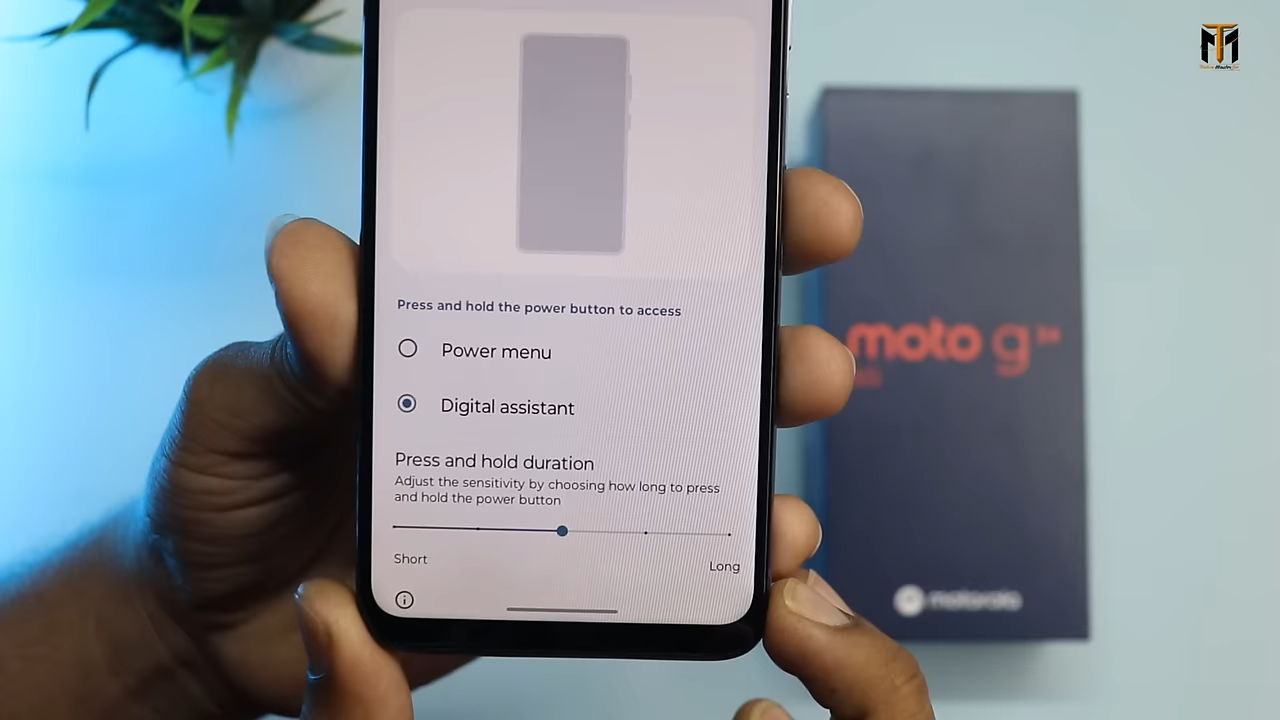 Press and hold the power button to access
Power menu
Digital assistant
Press and hold duration
Adjust the sensitivity by choosing how long to press
and hold the power button
Short
Long
moto g
motorola